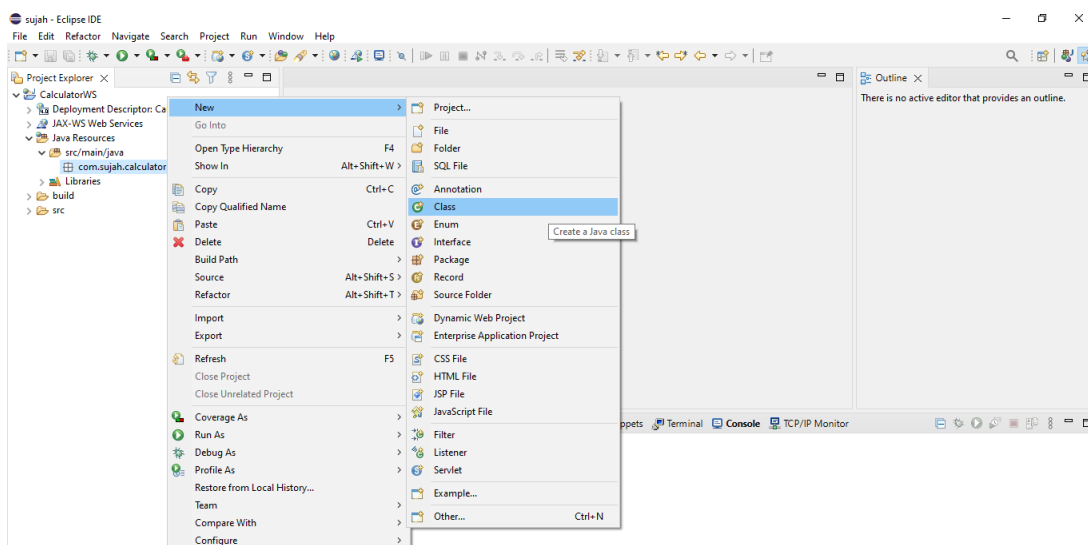 sujah - Eclipse IDE
File Edit Refactor Navigate Search Project Run Window Help
Project Explorer
CalculatorWS
Deployment Descriptor: Ca
JAX-WS Web Services
Java Resources
src/main/java
com.sujah.calculator
Libraries
build
src
New
Go Into
Open Type Hierarchy F4
Show In Alt+Shift+W
Copy Ctrl+C
Copy Qualified Name
Paste Ctrl+V
Delete Delete
Build Path
Source Alt+Shift+S
Refactor Alt+Shift+T
Import
Export
Refresh F5
Close Project
Close Unrelated Project
Coverage As
Run As
Debug As
Profile As
Restore from Local History...
Team
Compare With
Configure
Project...
File
Folder
SQL File
Annotation
Class
Enum
Interface
Package
Record
Source Folder
Dynamic Web Project
Enterprise Application Project
CSS File
HTML File
JSP File
JavaScript File
Filter
Listener
Servlet
Example...
Other... Ctrl+N
Create a Java class
Outline
There is no active editor that provides an outline.
ppets Terminal Console TCP/IP Monitor